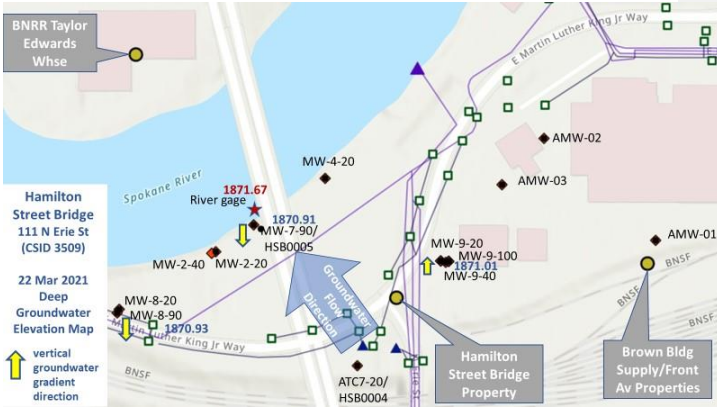 BNRR Taylor
Edwards
Whse
E Martin Luther King Jr Way
AMW-02
MW-4-20
AMW-03
Spokane River
1871.67
River gage
1870.91
MW-7-90/
HSB0005
MW-2-40
MW-2-20
MW-9-20
MW-9-100
1871.01
MW-9-40
AMW-01
BNSF
BNSF
Hamilton
Street Bridge
111 N Erie St
(CSID 3509)
22 Mar 2021
Deep
Groundwater
Elevation Map
vertical
groundwater
gradient
direction
MW-8-20
MW-8-90
Martin Luther King Jr Way
1870.93
BNSF
Groundwater
Flow
Direction
ATC7-20/
HSB0004
Erie St
Hamilton
Street Bridge
Property
Brown Bldg
Supply/Front
Av Properties